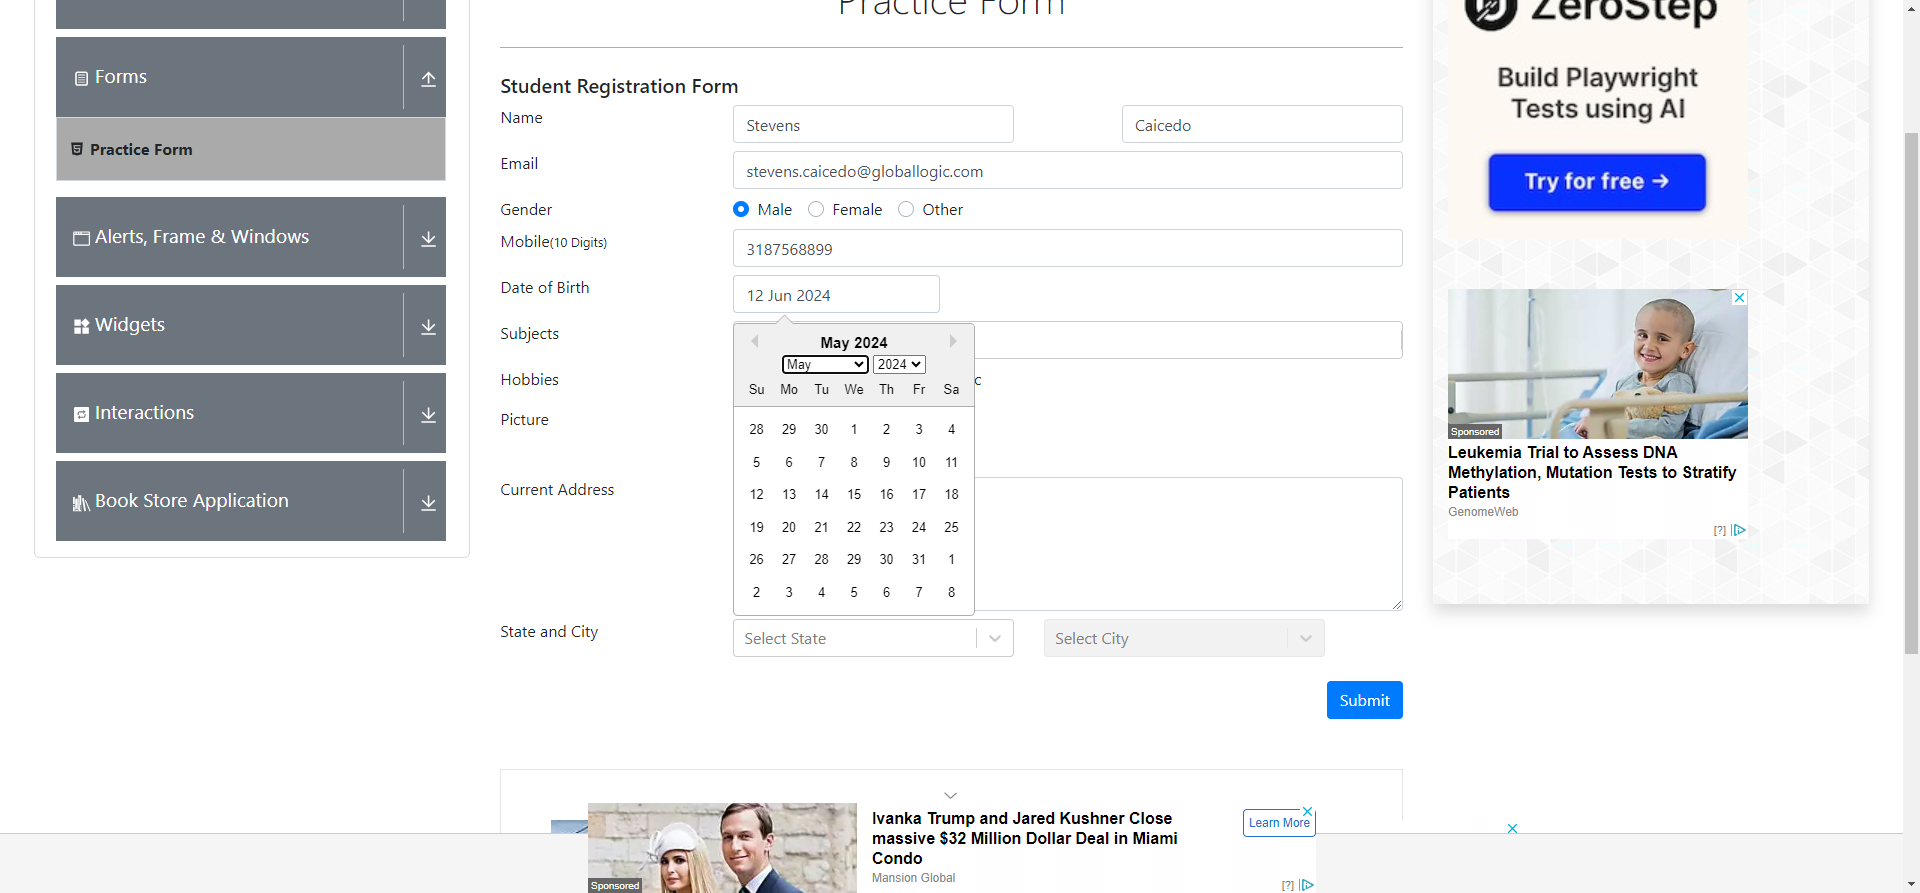 Practice Form
Forms
Practice Form
Alerts, Frame & Windows
Widgets
Interactions
Book Store Application
Student Registration Form
Name
Stevens
Caicedo
Email
stevens.caicedo@globallogic.com
Gender
Male
Female
Other
Mobile(10 Digits)
3187568899
Date of Birth
12 Jun 2024
Subjects
May 2024
May
2024
Su Mo Tu We Th Fr Sa
28 29 30 1 2 3 4
5 6 7 8 9 10 11
12 13 14 15 16 17 18
19 20 21 22 23 24 25
26 27 28 29 30 31 1
2 3 4 5 6 7 8
Hobbies
c
Picture
Current Address
State and City
Select State
Select City
Submit
ZeroStep
Build Playwright
Tests using AI
Try for free →
Sponsored
Leukemia Trial to Assess DNA
Methylation, Mutation Tests to Stratify
Patients
GenomeWeb
[?]
Sponsored
Ivanka Trump and Jared Kushner Close
massive $32 Million Dollar Deal in Miami
Condo
Mansion Global
Learn More
[?]